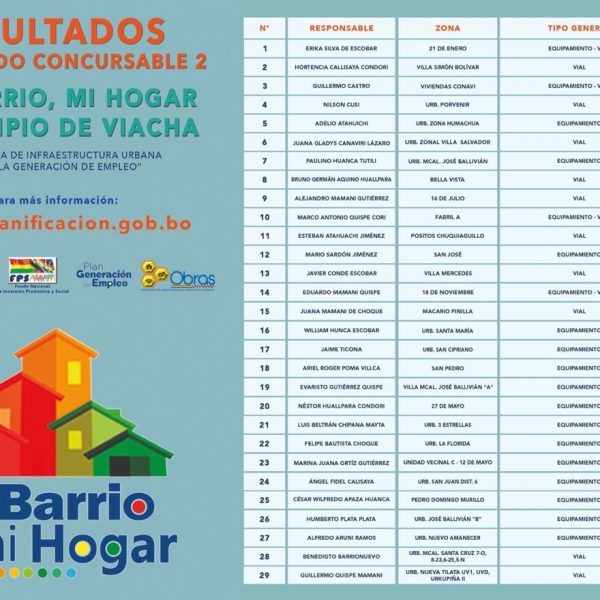 SULTADOS
DO CONCURSABLE 2
RRIO, MI HOGAR
IPIO DE VIACHA
A DE INFRAESTRUCTURA URBANA
LA GENERACIÓN DE EMPLEO"
ara más información:
anificacion.gob.bo
FPS
Fondo Nacional
e Inversión Productiva y Social
Plan
Generación
de Empleo
Obras
Barrio
mi Hogar
N° RESPONSABLE ZONA TIPO GENER
1 ERIKA SILVA DE ESCOBAR 21 DE ENERO EQUIPAMIENTO - V
2 HORTENCIA CALLISAYA CONDORI VILLA SIMÓN BOLIVAR VIAL
3 GUILLERMO CASTRO VIVIENDAS CONAVI EQUIPAMIENTO - V
4 NILSON CUSI URB. PORVENIR VIAL
5 ADELIO ATAHUICHI URB. ZONA HUMACHUA EQUIPAMIENTO
6 JUANA GLADYS CANAVIRI LÁZARO URB. ZONAL VILLA SALVADOR VIAL
7 PAULINO HUANCA TUTILI URB. MCAL. JOSÉ BALLIVIÁN EQUIPAMIENTO
8 BRUNO GERMÁN AQUINO HUALLPARA BELLA VISTA VIAL
9 ALEJANDRO MAMANI GUTIÉRREZ 16 DE JULIO VIAL
10 MARCO ANTONIO QUISPE CORI FABRIL A EQUIPAMIENTO - V
11 ESTEBAN ATAHUACHI JIMÉNEZ POSITOS CHUQUIAGUILLO VIAL
12 MARIO SARDÓN JIMÉNEZ SAN JOSÉ EQUIPAMIENTO
13 JAVIER CONDE ESCOBAR VILLA MERCEDES VIAL
14 EDUARDO MAMANI QUISPE 18 DE NOVIEMBRE EQUIPAMIENTO - V
15 JUANA MAMANI DE CHOQUE MACARIO PINILLA VIAL
16 WILLIAM HUNCA ESCOBAR URB. SANTA MARÍA EQUIPAMIENTO
17 JAIME TICONA URB. SAN CIPRIANO EQUIPAMIENTO
18 ARIEL ROGER POMA VILLCA SAN PEDRO EQUIPAMIENTO
19 EVARISTO GUTIÉRREZ QUISPE VILLA MCAL. JOSÉ BALLIVIÁN "A" EQUIPAMIENTO
20 NÉSTOR HUALLPARA CONDORI 27 DE MAYO EQUIPAMIENTO
21 LUIS BELTRÁN CHIPANA MAYTA URB. 3 ESTRELLAS EQUIPAMIENTO
22 FELIPE BAUTISTA CHOQUE URB. LA FLORIDA EQUIPAMIENTO
23 MARINA JUANA ORTÍZ GUTIÉRREZ UNIDAD VECINAL C - 12 DE MAYO EQUIPAMIENTO
24 ÁNGEL FIDEL CALISAYA URB. SAN JUAN DIST. 6 EQUIPAMIENTO
25 CÉSAR WILFREDO APAZA HUANCA PEDRO DOMINGO MURILLO EQUIPAMIENTO
26 HUMBERTO PLATA PLATA URB. JOSÉ BALLIVIÁN "B" EQUIPAMIENTO
27 ALFREDO ARUNI RAMOS URB. NUEVO AMANECER EQUIPAMIENTO
28 BENEDIGTO BARRIONUEVO URB. MCAL. SANTA CRUZ 7-O, VIAL
8-23,6-25,5-N
29 GUILLERMO QUISPE MAMANI URB. NUEVA TILATA UV1, UVD, VIAL
URKUPIÑA II